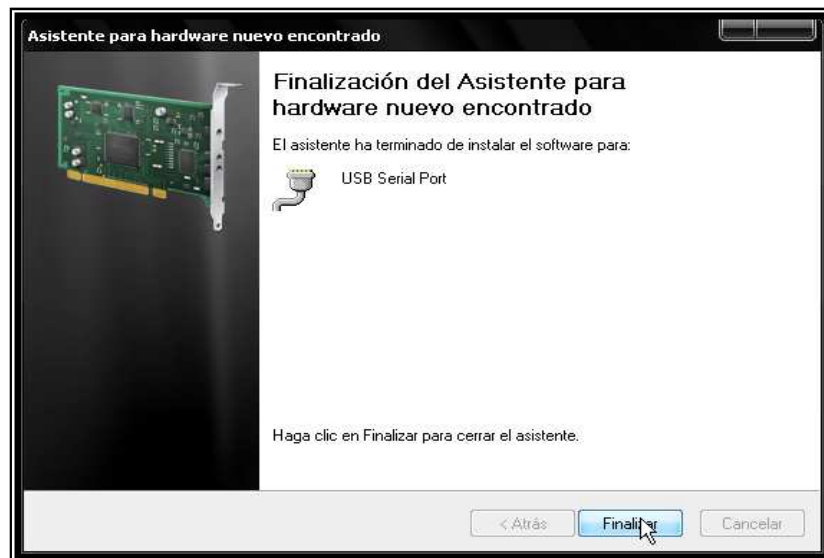 Asistente para hardware nuevo encontrado
Finalización del Asistente para
hardware nuevo encontrado
El asistente ha terminado de instalar el software para:
USB Serial Port
Haga clic en Finalizar para cerrar el asistente.
< Atrás Finalizar Cancelar